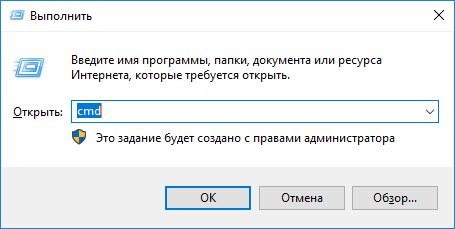 Выполнить
Введите имя программы, папки, документа или ресурса
Интернета, которые требуется открыть.
Открыть: cmd
Это задание будет создано с правами администратора
ОК Отмена Обзор...